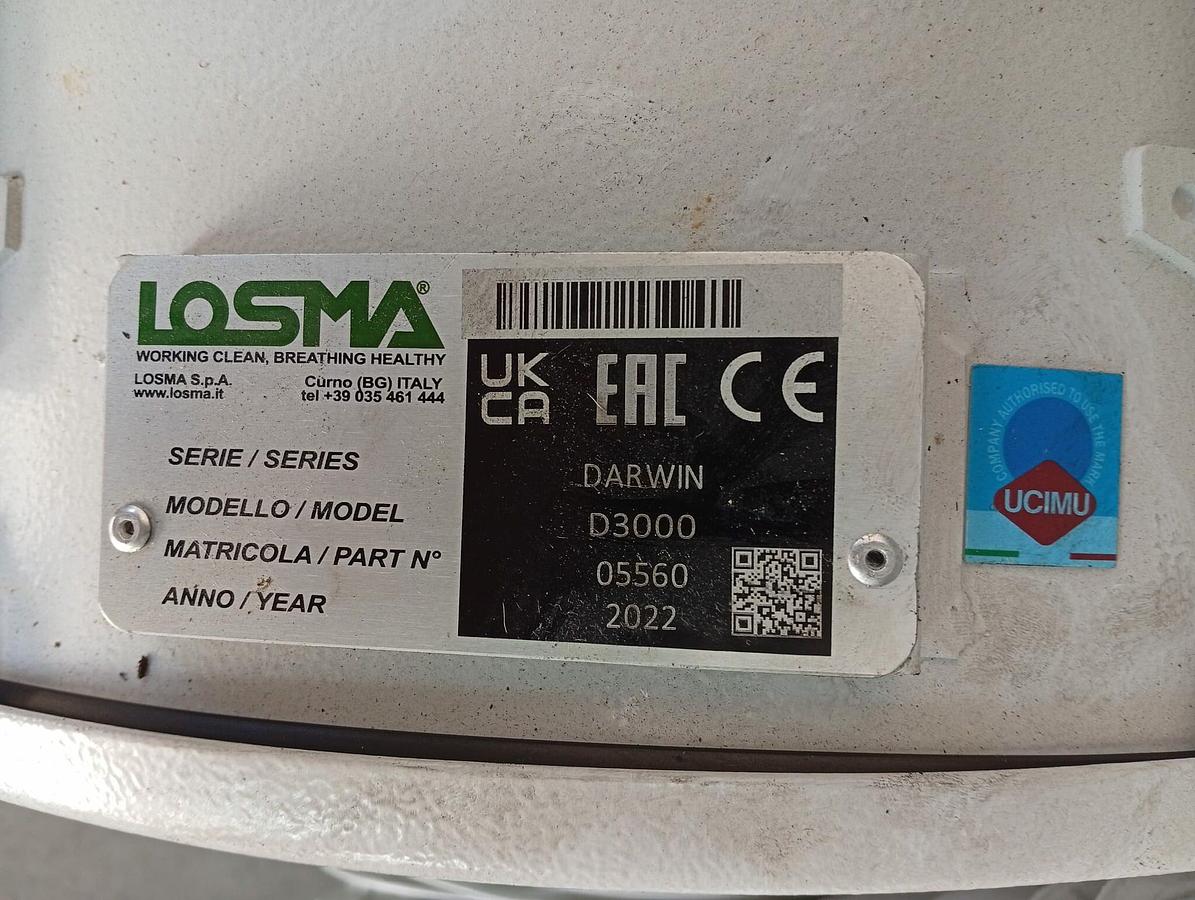 LOSMA®
WORKING CLEAN, BREATHING HEALTHY
LOSMA S.p.A. Curno (BG) ITALY
www.losma.it tel +39 035 461 444
UK
CA EAC CE
SERIE / SERIES DARWIN
MODELLO / MODEL D3000
MATRICOLA / PART N° 05560
ANNO / YEAR 2022
COMPANY AUTHORISED TO USE THE MARK
UCIMU